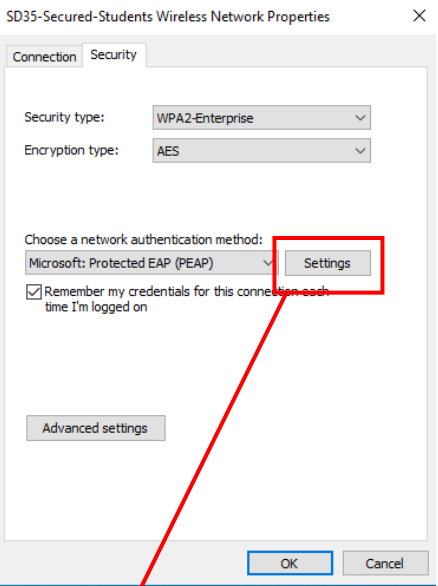 SD35-Secured-Students Wireless Network Properties
Connection Security
Security type: WPA2-Enterprise
Encryption type: AES
Choose a network authentication method:
Microsoft: Protected EAP (PEAP) Settings
Remember my credentials for this connection each
time I'm logged on
Advanced settings
OK Cancel